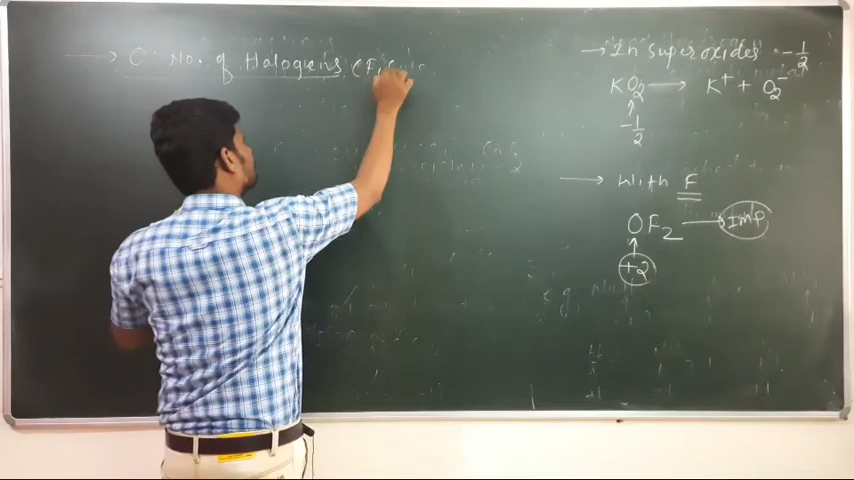 → O· No. of Halogens (F, C
→ In superoxides -1/2
KO₂ → K⁺ + O₂⁻
↑
-1/2
→ With F
OF₂ → Imp
↑
+2
e.g.